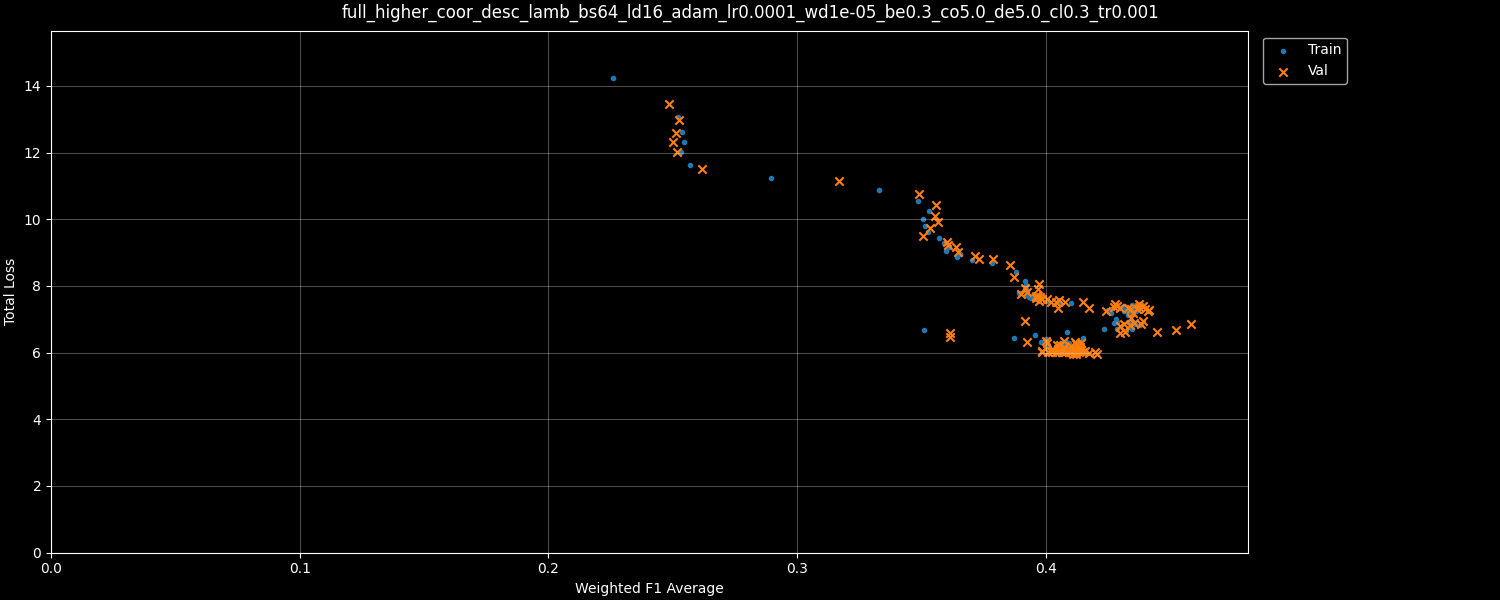 full_higher_coor_desc_lamb_bs64_ld16_adam_lr0.0001_wd1e-05_be0.3_co5.0_de5.0_cl0.3_tr0.001
Train
Val
14
12
10
8
6
4
2
0
Total Loss
0.0 0.1 0.2 0.3 0.4
Weighted F1 Average